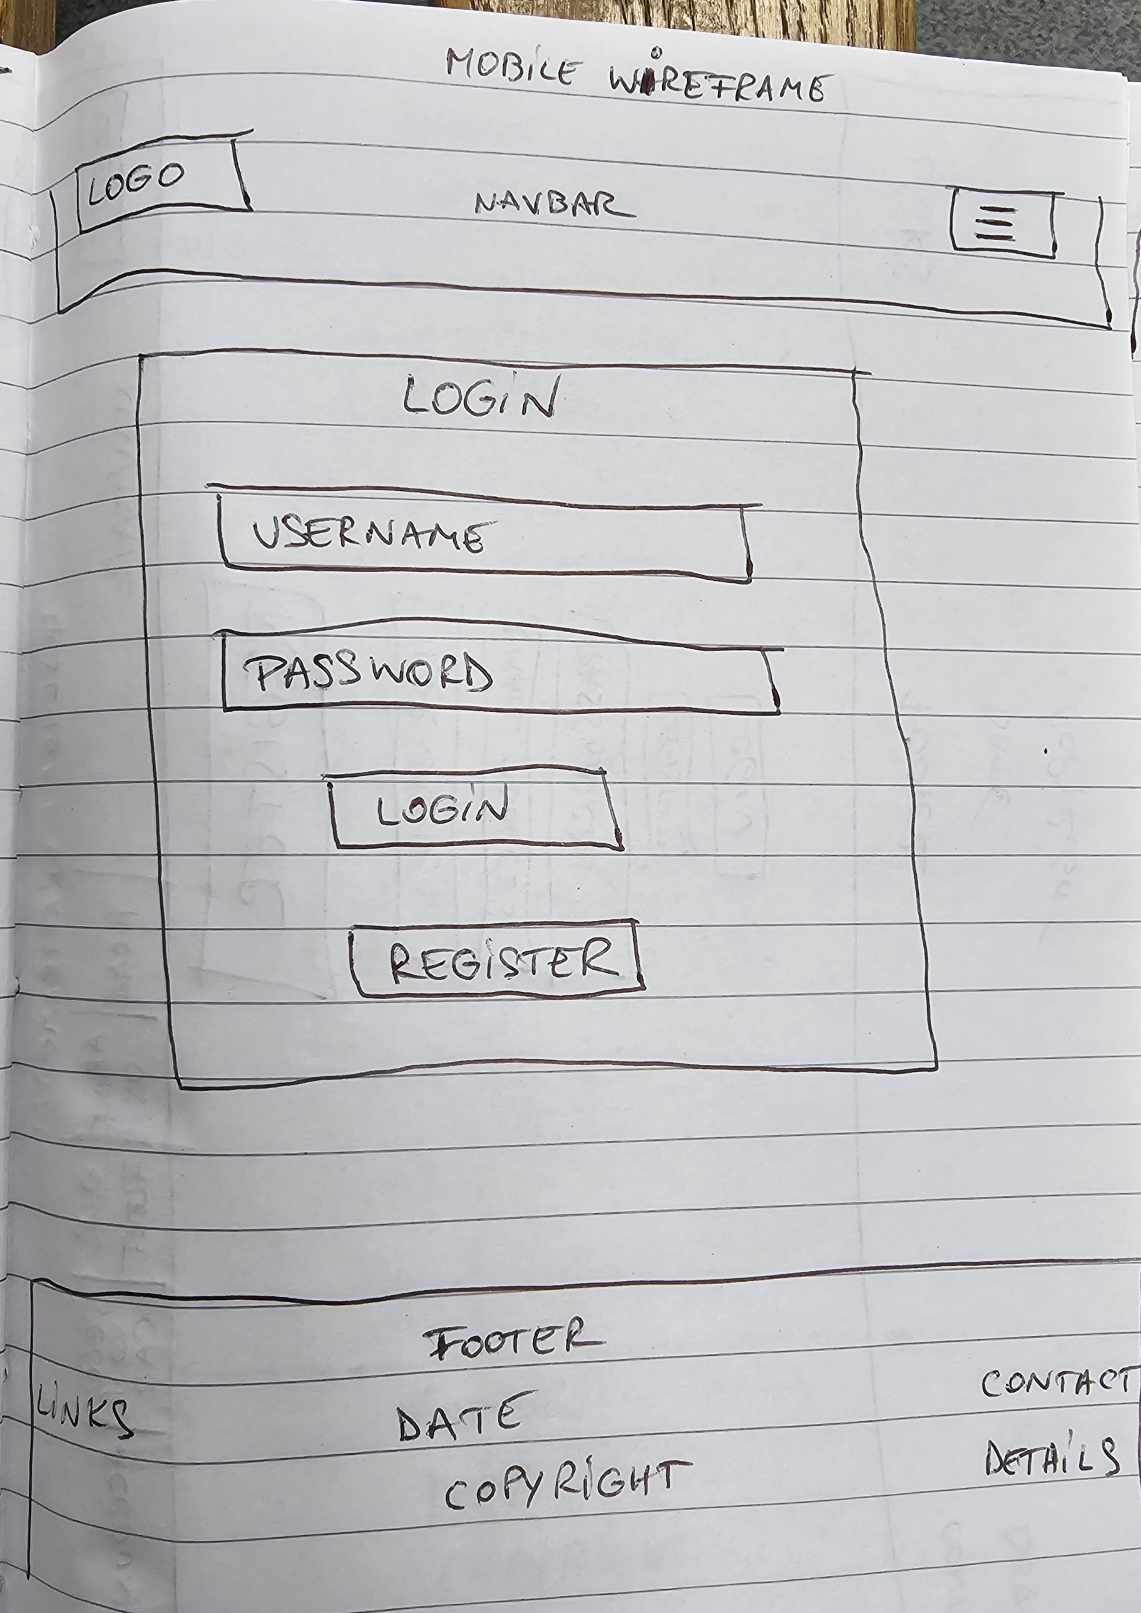 MOBILE WIREFRAME
LOGO
NAVBAR
LOGIN
USERNAME
PASSWORD
LOGIN
REGISTER
FOOTER
LINKS
DATE
COPYRIGHT
CONTACT
DETAILS